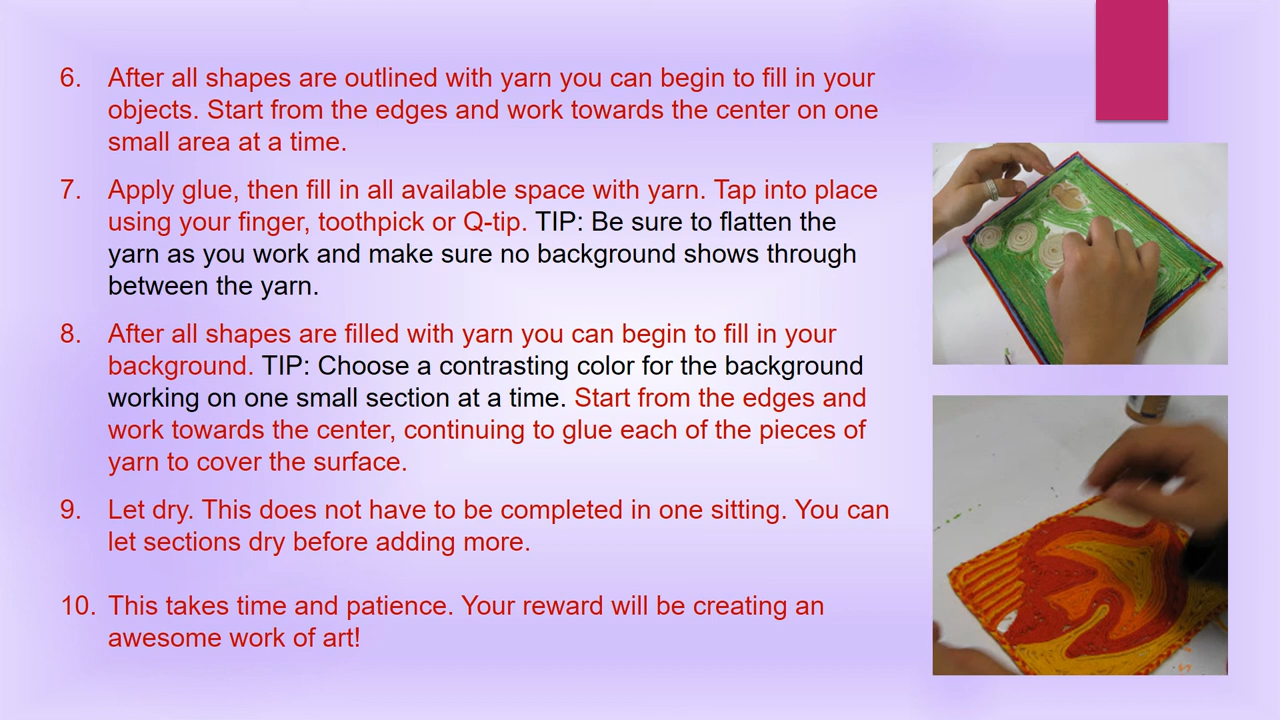 6. After all shapes are outlined with yarn you can begin to fill in your
objects. Start from the edges and work towards the center on one
small area at a time.
7. Apply glue, then fill in all available space with yarn. Tap into place
using your finger, toothpick or Q-tip. TIP: Be sure to flatten the
yarn as you work and make sure no background shows through
between the yarn.
8. After all shapes are filled with yarn you can begin to fill in your
background. TIP: Choose a contrasting color for the background
working on one small section at a time. Start from the edges and
work towards the center, continuing to glue each of the pieces of
yarn to cover the surface.
9. Let dry. This does not have to be completed in one sitting. You can
let sections dry before adding more.
10. This takes time and patience. Your reward will be creating an
awesome work of art!